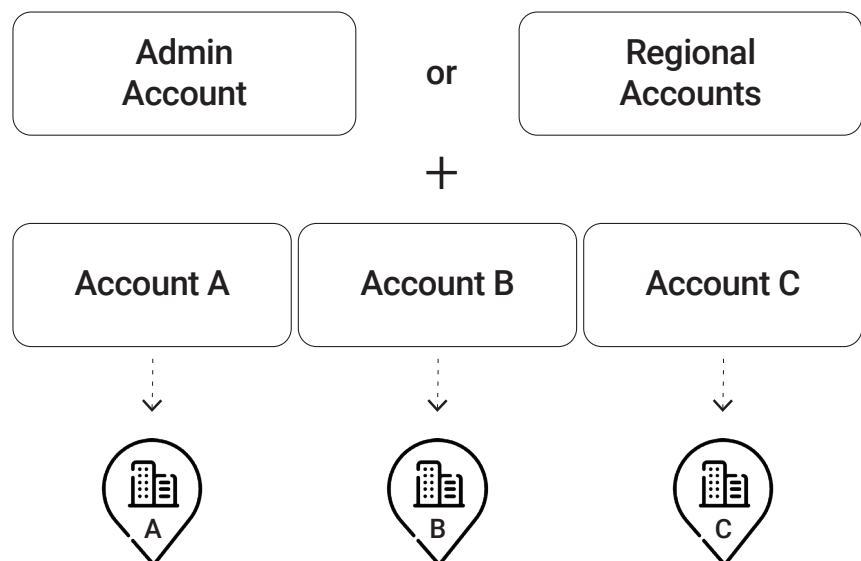 Admin
Account
or
Regional
Accounts
+
Account A
Account B
Account C
A
B
C